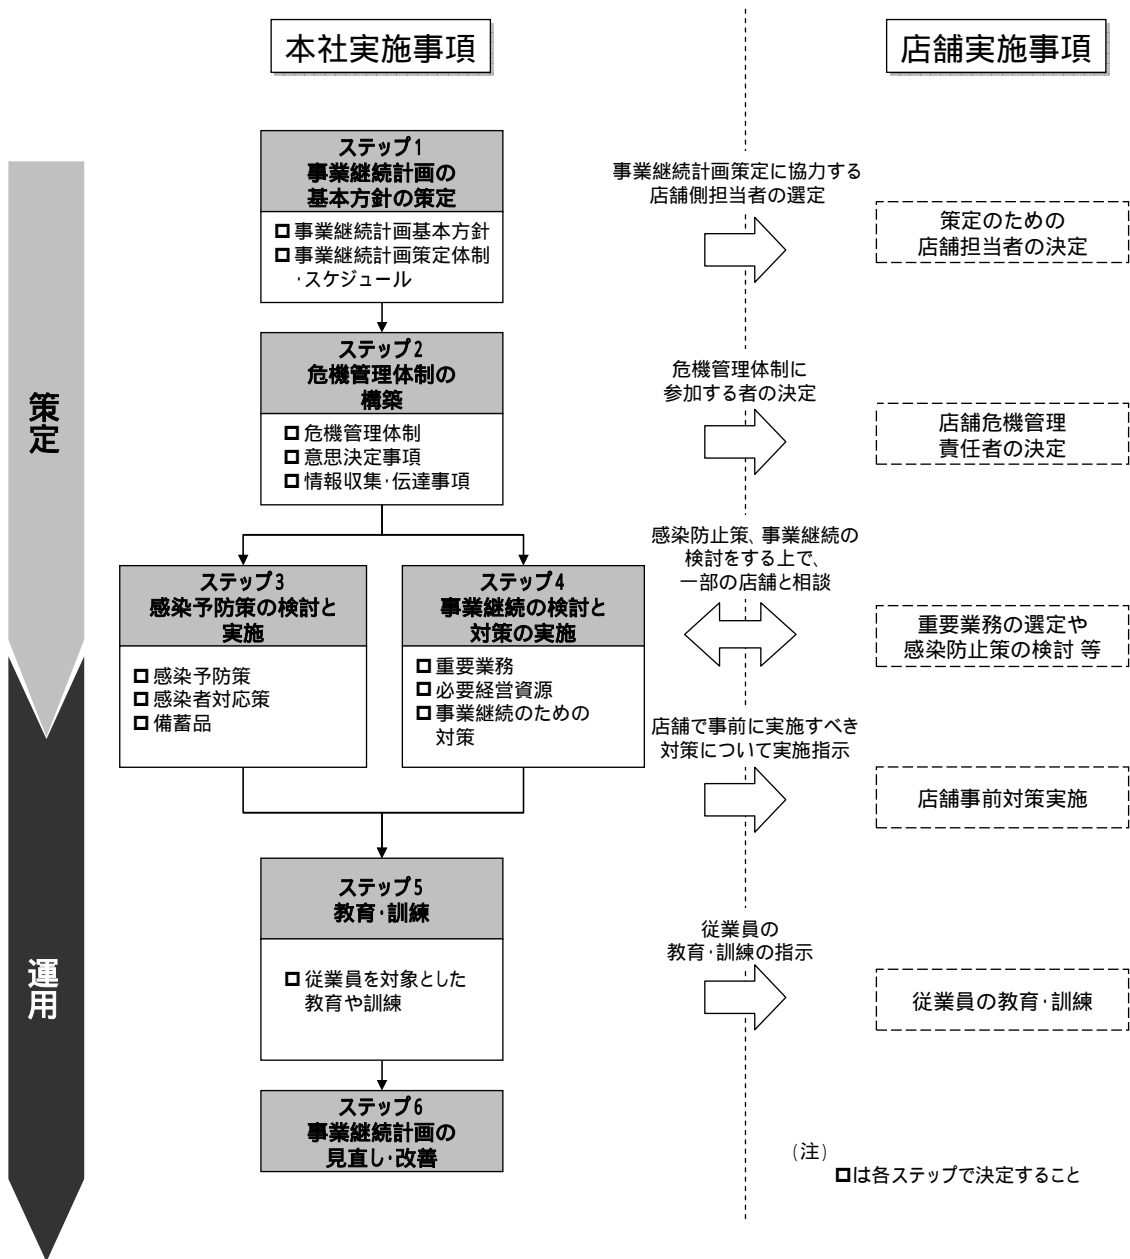 本社実施事項
店舗実施事項
策定
運用
ステップ1
事業継続計画の
基本方針の策定
□事業継続計画基本方針
□事業継続計画策定体制
・スケジュール
事業継続計画策定に協力する
店舗側担当者の選定
策定のための
店舗担当者の決定
ステップ2
危機管理体制の
構築
□危機管理体制
□意思決定事項
□情報収集・伝達事項
危機管理体制に
参加する者の決定
店舗危機管理
責任者の決定
ステップ3
感染予防策の検討と
実施
□感染予防策
□感染者対応策
□備蓄品
ステップ4
事業継続の検討と
対策の実施
□重要業務
□必要経営資源
□事業継続のための
対策
感染防止策、事業継続の
検討をする上で、
一部の店舗と相談
重要業務の選定や
感染防止策の検討 等
店舗で事前に実施すべき
対策について実施指示
店舗事前対策実施
ステップ5
教育・訓練
□従業員を対象とした
教育や訓練
従業員の
教育・訓練の指示
従業員の教育・訓練
ステップ6
事業継続計画の
見直し・改善
(注)
□は各ステップで決定すること